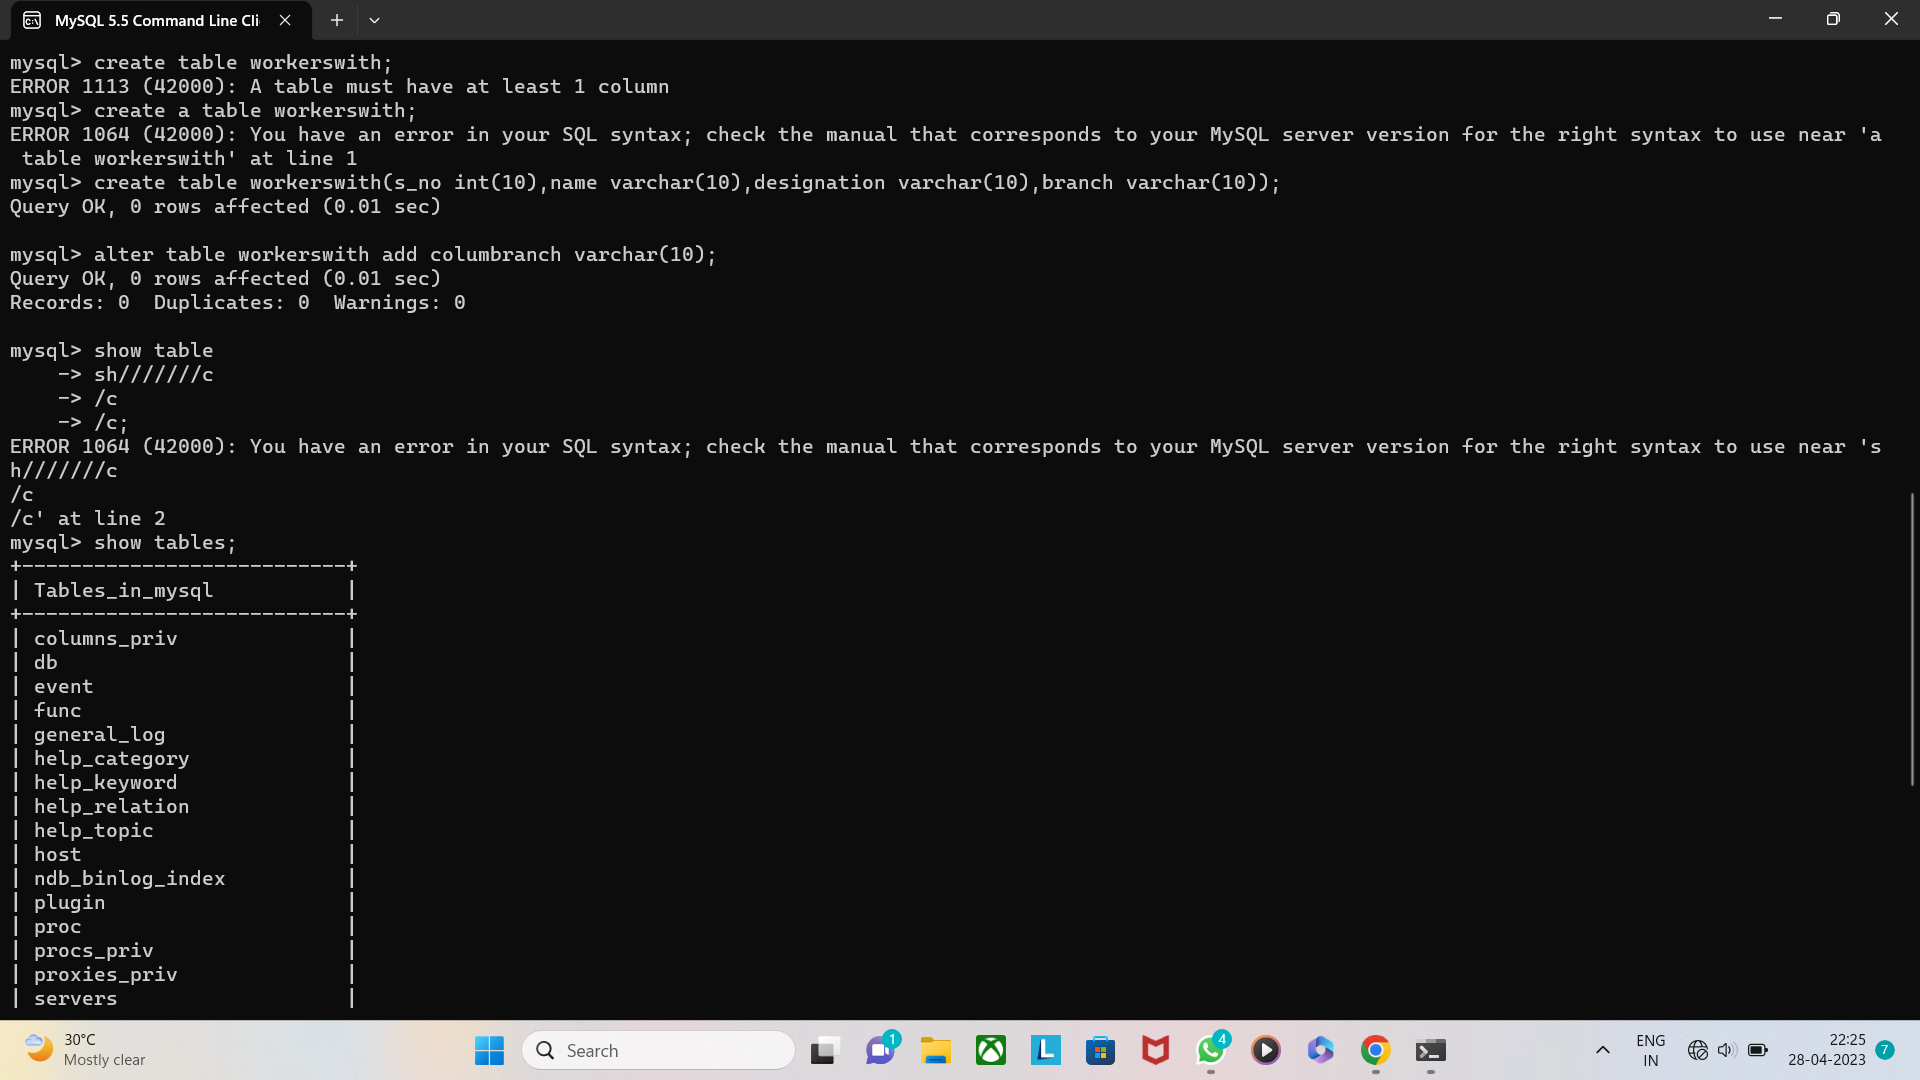 MySQL 5.5 Command Line Cli
mysql> create table workerswith;
ERROR 1113 (42000): A table must have at least 1 column
mysql> create a table workerswith;
ERROR 1064 (42000): You have an error in your SQL syntax; check the manual that corresponds to your MySQL server version for the right syntax to use near 'a
 table workerswith' at line 1
mysql> create table workerswith(s_no int(10),name varchar(10),designation varchar(10),branch varchar(10));
Query OK, 0 rows affected (0.01 sec)

mysql> alter table workerswith add columbranch varchar(10);
Query OK, 0 rows affected (0.01 sec)
Records: 0  Duplicates: 0  Warnings: 0

mysql> show table
    -> sh///////c
    -> /c
    -> /c;
ERROR 1064 (42000): You have an error in your SQL syntax; check the manual that corresponds to your MySQL server version for the right syntax to use near 's
h///////c
/c
/c' at line 2
mysql> show tables;
+---------------------------+
| Tables_in_mysql           |
+---------------------------+
| columns_priv              |
| db                        |
| event                     |
| func                      |
| general_log               |
| help_category             |
| help_keyword              |
| help_relation             |
| help_topic                |
| host                      |
| ndb_binlog_index          |
| plugin                    |
| proc                      |
| procs_priv                |
| proxies_priv              |
| servers                   |
30°C
Mostly clear
Search
1
4
ENG
IN
22:25
28-04-2023
7